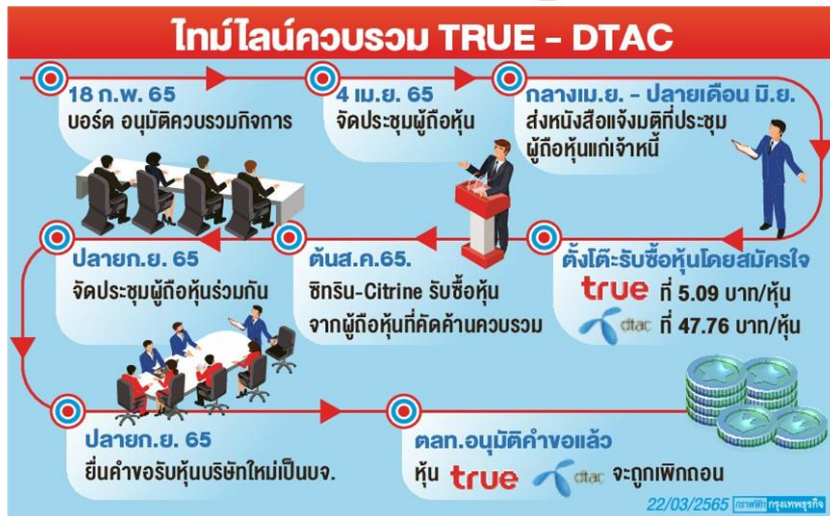 ไทม์ไลน์ควบรวม TRUE - DTAC
18 ก.พ. 65
บอร์ด อนุมัติควบรวมกิจการ
4 เม.ย. 65
จัดประชุมผู้ถือหุ้น
กลางเม.ย. - ปลายเดือน มิ.ย.
ส่งหนังสือแจ้งมติที่ประชุม
ผู้ถือหุ้นแก่เจ้าหนี้
ตั้งโต๊ะรับซื้อหุ้นโดยสมัครใจ
true ที่ 5.09 บาท/หุ้น
dtac ที่ 47.76 บาท/หุ้น
ต้นส.ค.65.
ซิทริน-Citrine รับซื้อหุ้น
จากผู้ถือหุ้นที่คัดค้านควบรวม
ปลายก.ย. 65
จัดประชุมผู้ถือหุ้นร่วมกัน
ปลายก.ย. 65
ยื่นคำขอรับหุ้นบริษัทใหม่เป็นบจ.
ตลท.อนุมัติคำขอแล้ว
หุ้น true dtac จะถูกเพิกถอน
22/03/2565 กราฟฟิก กรุงเทพธุรกิจ